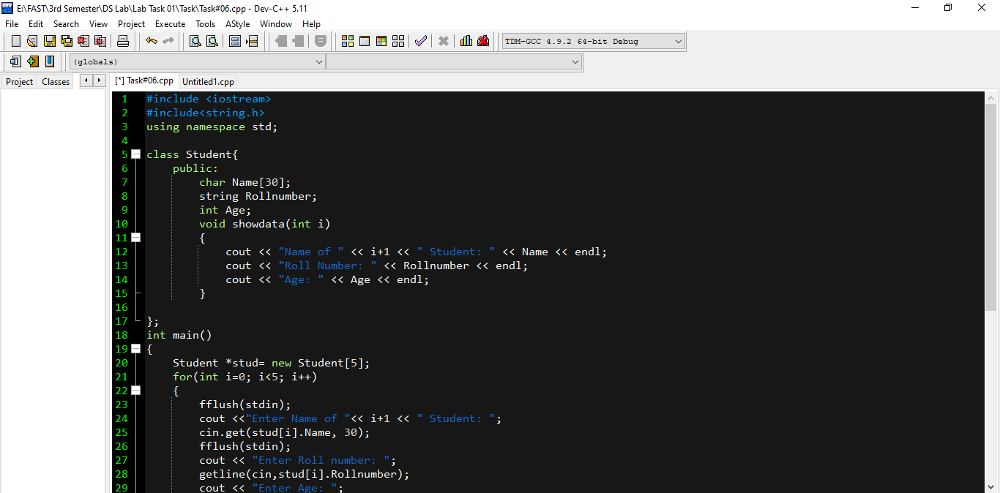 E:\FAST\3rd Semester\DS Lab\Lab Task 01\Task\Task#06.cpp - Dev-C++ 5.11
File Edit Search View Project Execute Tools AStyle Window Help
TDM-GCC 4.9.2 64-bit Debug
(globals)
Project Classes [*] Task#06.cpp Untitled1.cpp
1 #include <iostream>
2 #include<string.h>
3 using namespace std;
4
5 class Student{
6 public:
7 char Name[30];
8 string Rollnumber;
9 int Age;
10 void showdata(int i)
11 {
12 cout << "Name of " << i+1 << " Student: " << Name << endl;
13 cout << "Roll Number: " << Rollnumber << endl;
14 cout << "Age: " << Age << endl;
15 }
16
17 };
18 int main()
19 {
20 Student *stud= new Student[5];
21 for(int i=0; i<5; i++)
22 {
23 fflush(stdin);
24 cout <<"Enter Name of "<< i+1 << " Student: ";
25 cin.get(stud[i].Name, 30);
26 fflush(stdin);
27 cout << "Enter Roll number: ";
28 getline(cin,stud[i].Rollnumber);
29 cout << "Enter Age: ";